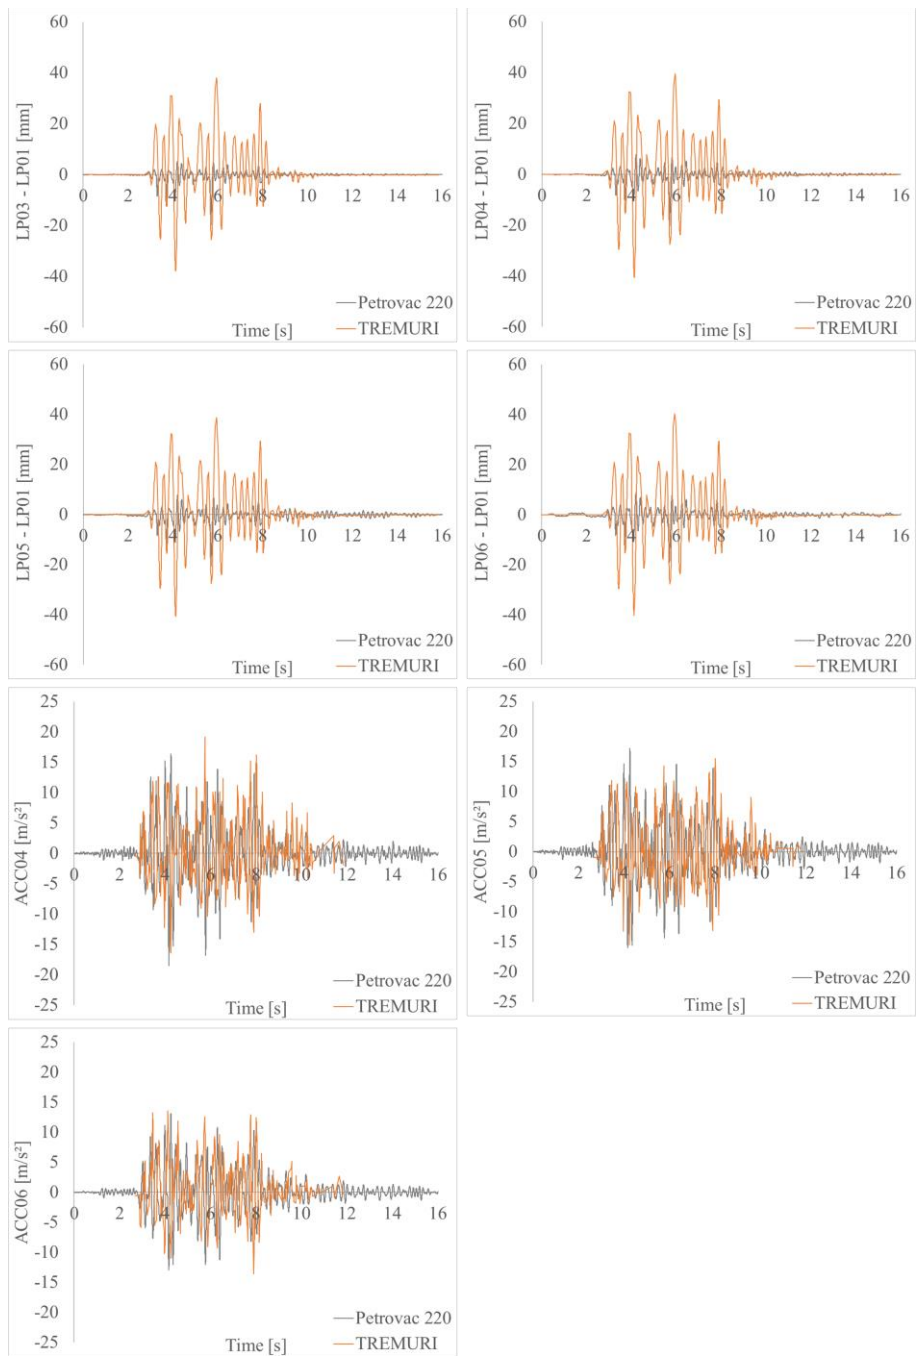 60
40
20
0
-20
-40
-60
LP03 - LP01 [mm]
0 2 4 6 8 10 12 14 16
Petrovac 220
Time [s] TREMURI
60
40
20
0
-20
-40
-60
LP04 - LP01 [mm]
0 2 4 6 8 10 12 14 16
Petrovac 220
Time [s] TREMURI
60
40
20
0
-20
-40
-60
LP05 - LP01 [mm]
0 2 4 6 8 10 12 14 16
Petrovac 220
Time [s] TREMURI
60
40
20
0
-20
-40
-60
LP06 - LP01 [mm]
0 2 4 6 8 10 12 14 16
Petrovac 220
Time [s] TREMURI
25
20
15
10
5
0
-5
-10
-15
-20
-25
ACC04 [m/s²]
0 2 4 6 8 10 12 14 16
Petrovac 220
Time [s] TREMURI
25
20
15
10
5
0
-5
-10
-15
-20
-25
ACC05 [m/s²]
0 2 4 6 8 10 12 14 16
Petrovac 220
Time [s] TREMURI
25
20
15
10
5
0
-5
-10
-15
-20
-25
ACC06 [m/s²]
0 2 4 6 8 10 12 14 16
Petrovac 220
Time [s] TREMURI